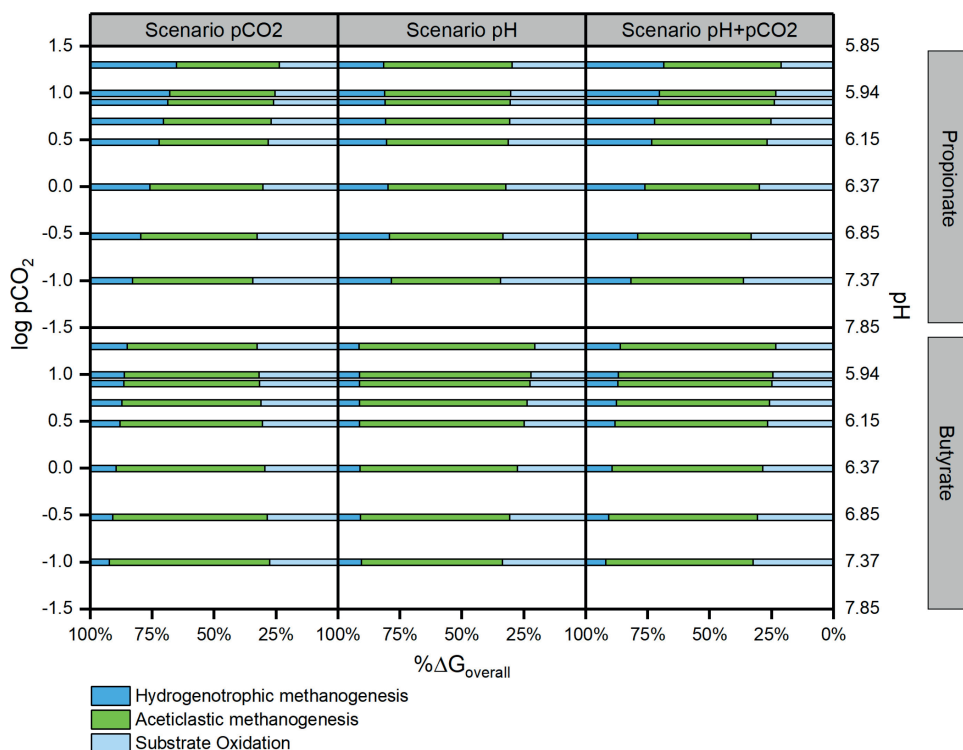 Scenario pCO2 Scenario pH Scenario pH+pCO2
1.5 5.85
1.0 5.94
0.5 6.15
0.0 6.37
-0.5 6.85
-1.0 7.37
-1.5 7.85
1.0 5.94
0.5 6.15
0.0 6.37
-0.5 6.85
-1.0 7.37
-1.5 7.85
log pCO₂
pH
Propionate
Butyrate
100% 75% 50% 25% 100% 75% 50% 25% 100% 75% 50% 25% 0%
%ΔGoverall
Hydrogenotrophic methanogenesis
Aceticlastic methanogenesis
Substrate Oxidation